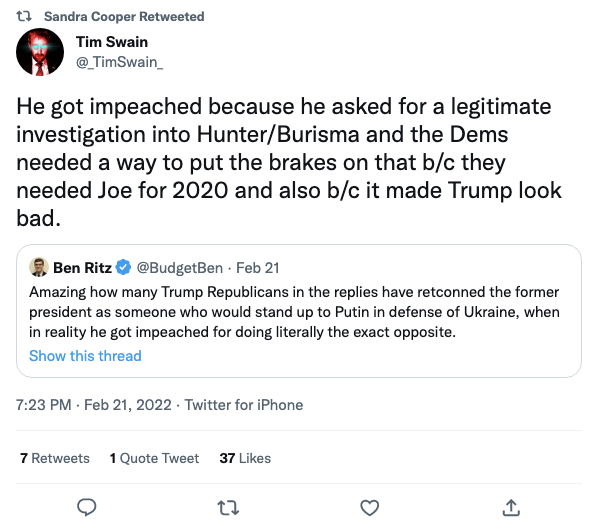 Sandra Cooper Retweeted
Tim Swain
@_TimSwain_
He got impeached because he asked for a legitimate
investigation into Hunter/Burisma and the Dems
needed a way to put the brakes on that b/c they
needed Joe for 2020 and also b/c it made Trump look
bad.
Ben Ritz @BudgetBen · Feb 21
Amazing how many Trump Republicans in the replies have retconned the former
president as someone who would stand up to Putin in defense of Ukraine, when
in reality he got impeached for doing literally the exact opposite.
Show this thread
7:23 PM · Feb 21, 2022 · Twitter for iPhone
7 Retweets 1 Quote Tweet 37 Likes